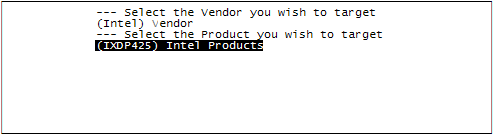 --- Select the Vendor you wish to target
(Intel) Vendor
--- Select the Product you wish to target
(IXDP425) Intel Products